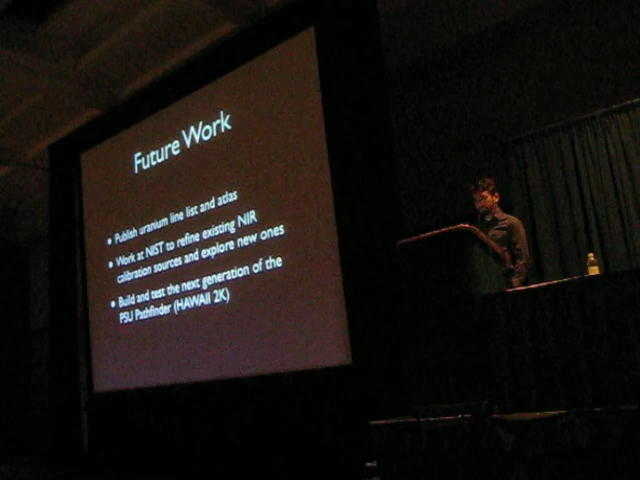 Future Work
• Publish uranium line list and atlas
• Work at NIST to refine existing NIR
calibration sources and explore new ones
• Build and test the next generation of the
PSU Pathfinder (HAWAII 2K)